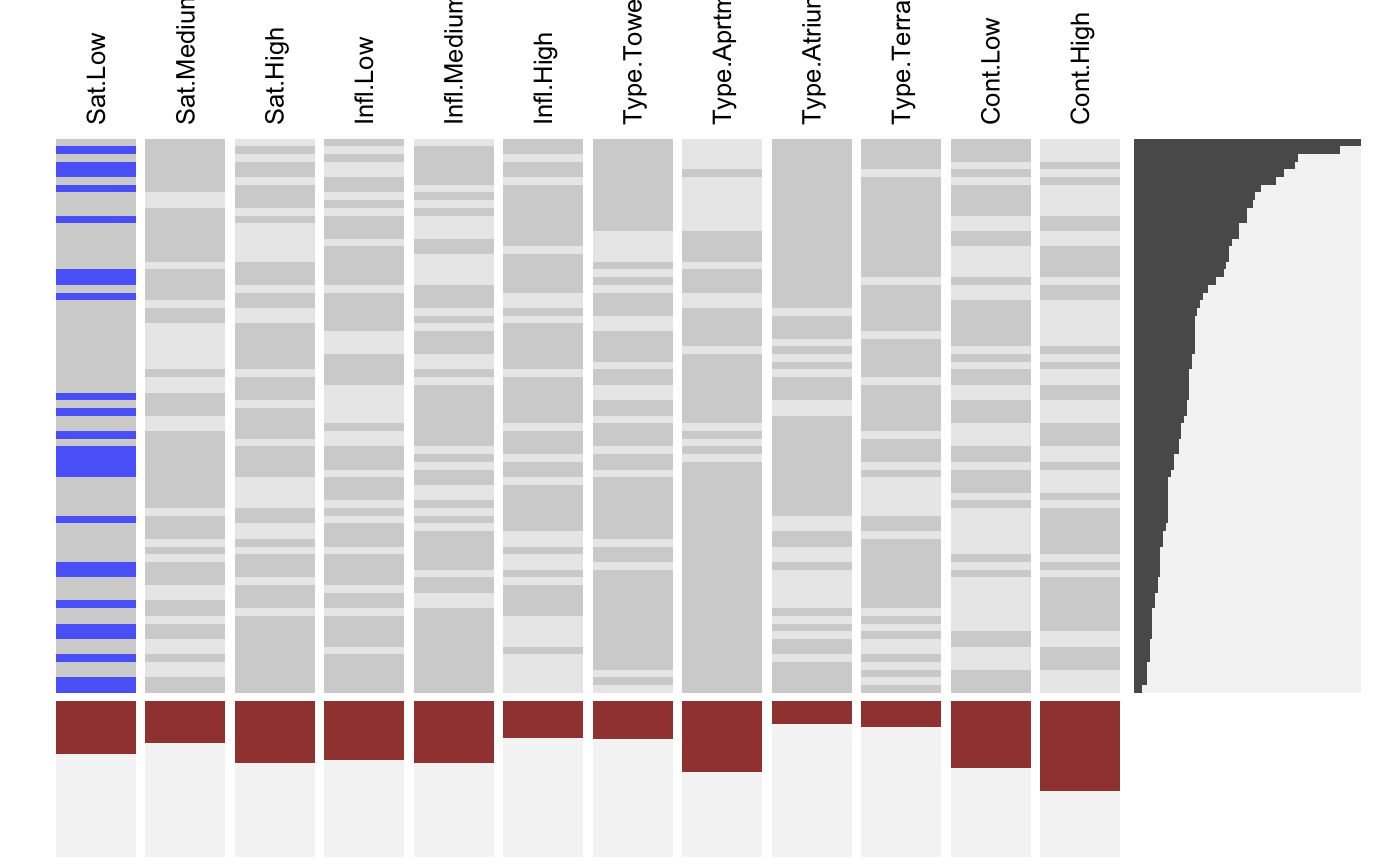 Sat.Low
Sat.Medium
Sat.High
Infl.Low
Infl.Medium
Infl.High
Type.Towe
Type.Aprtm
Type.Atrium
Type.Terra
Cont.Low
Cont.High